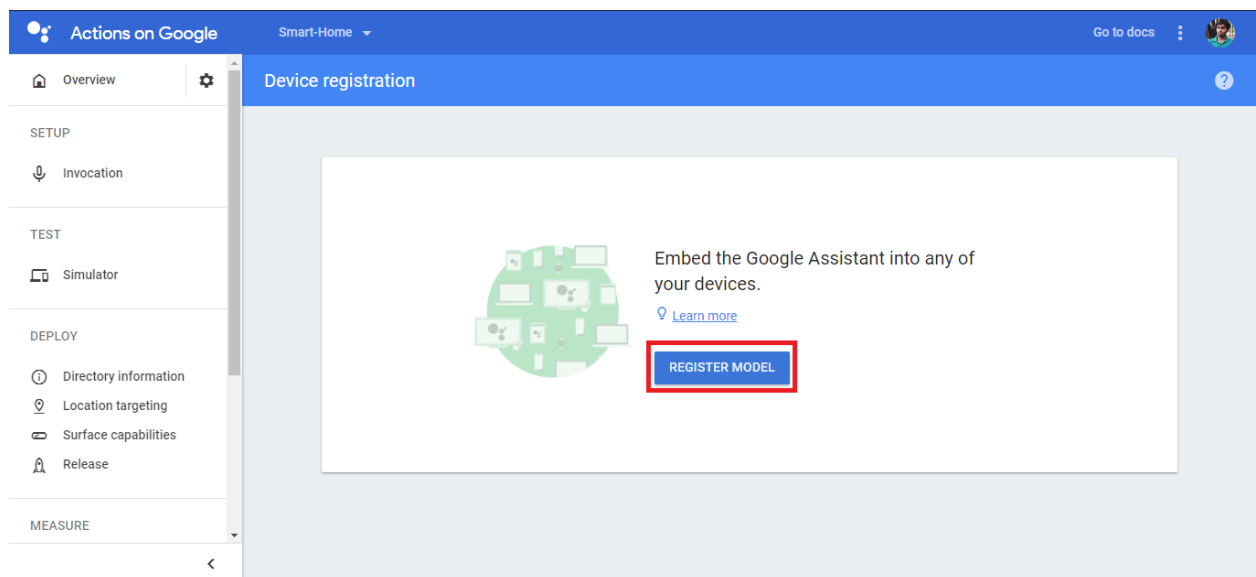 Actions on Google
Smart-Home
Go to docs
Overview
Device registration
SETUP
Invocation
TEST
Simulator
DEPLOY
Directory information
Location targeting
Surface capabilities
Release
MEASURE
Embed the Google Assistant into any of
your devices.
Learn more
REGISTER MODEL